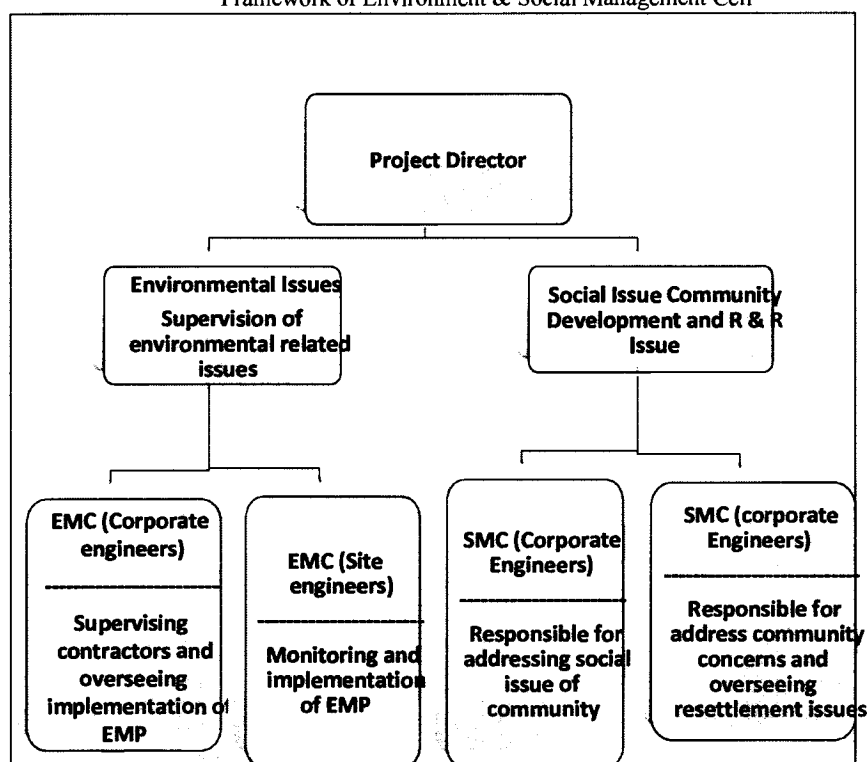 Framework of Environment & Social Management Cell
Project Director
Environmental Issues
Supervision of
environmental related
issues
Social Issue Community
Development and R & R
Issue
EMC (Corporate
engineers)
Supervising
contractors and
overseeing
implementation of
EMP
EMC (Site
engineers)
Monitoring and
implementation
of EMP
SMC (Corporate
Engineers)
Responsible for
addressing social
issue of
community
SMC (corporate
Engineers)
Responsible for
address community
concerns and
overseeing
resettlement issues